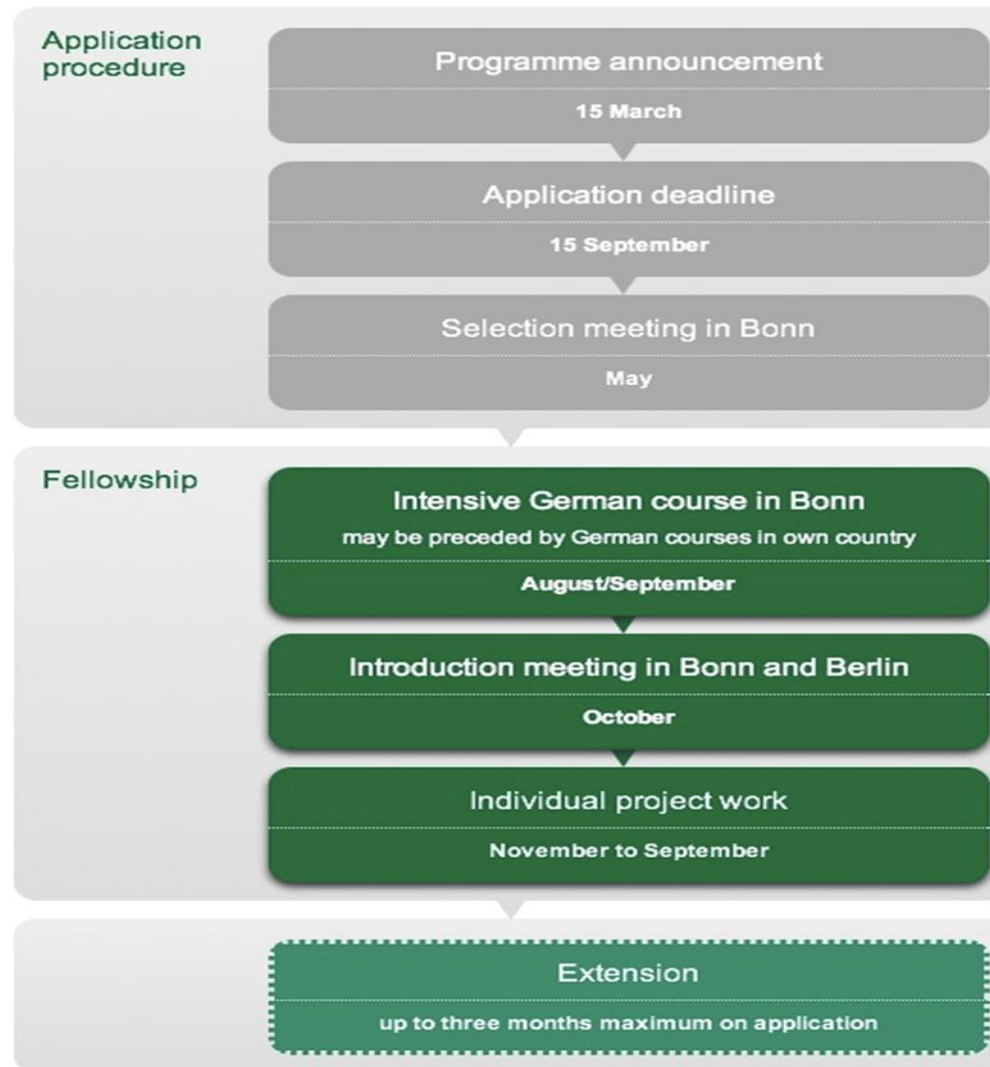 Application
procedure
Programme announcement
15 March
Application deadline
15 September
Selection meeting in Bonn
May
Fellowship
Intensive German course in Bonn
may be preceded by German courses in own country
August/September
Introduction meeting in Bonn and Berlin
October
Individual project work
November to September
Extension
up to three months maximum on application